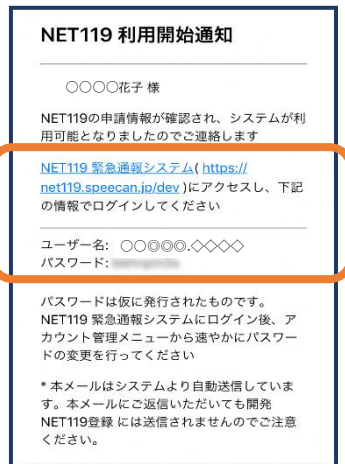 NET119 利用開始通知
○○○○花子 様
NET119の申請情報が確認され、システムが利
用可能となりましたのでご連絡します
NET119 緊急通報システム( https://
net119.speecan.jp/dev )にアクセスし、下記
の情報でログインしてください
ユーザー名: ○○◎◎.◇◇◇◇
パスワード:
パスワードは仮に発行されたものです。
NET119 緊急通報システムにログイン後、ア
カウント管理メニューから速やかにパスワー
ドの変更を行ってください
* 本メールはシステムより自動送信していま
す。本メールにご返信いただいても開発
NET119登録 には送信されませんのでご注意
ください。